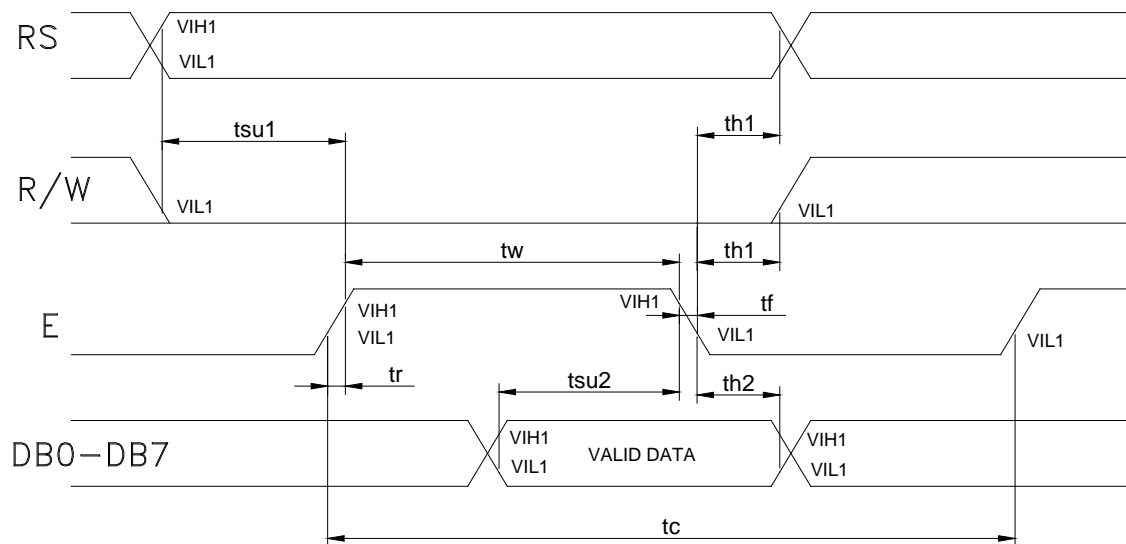 RS
VIH1
VIL1
tsu1
th1
R/W
VIL1
VIL1
tw
th1
E
VIH1
VIL1
VIH1
tf
VIL1
VIL1
tr
tsu2
th2
DB0-DB7
VIH1
VIL1
VALID DATA
VIH1
VIL1
tc